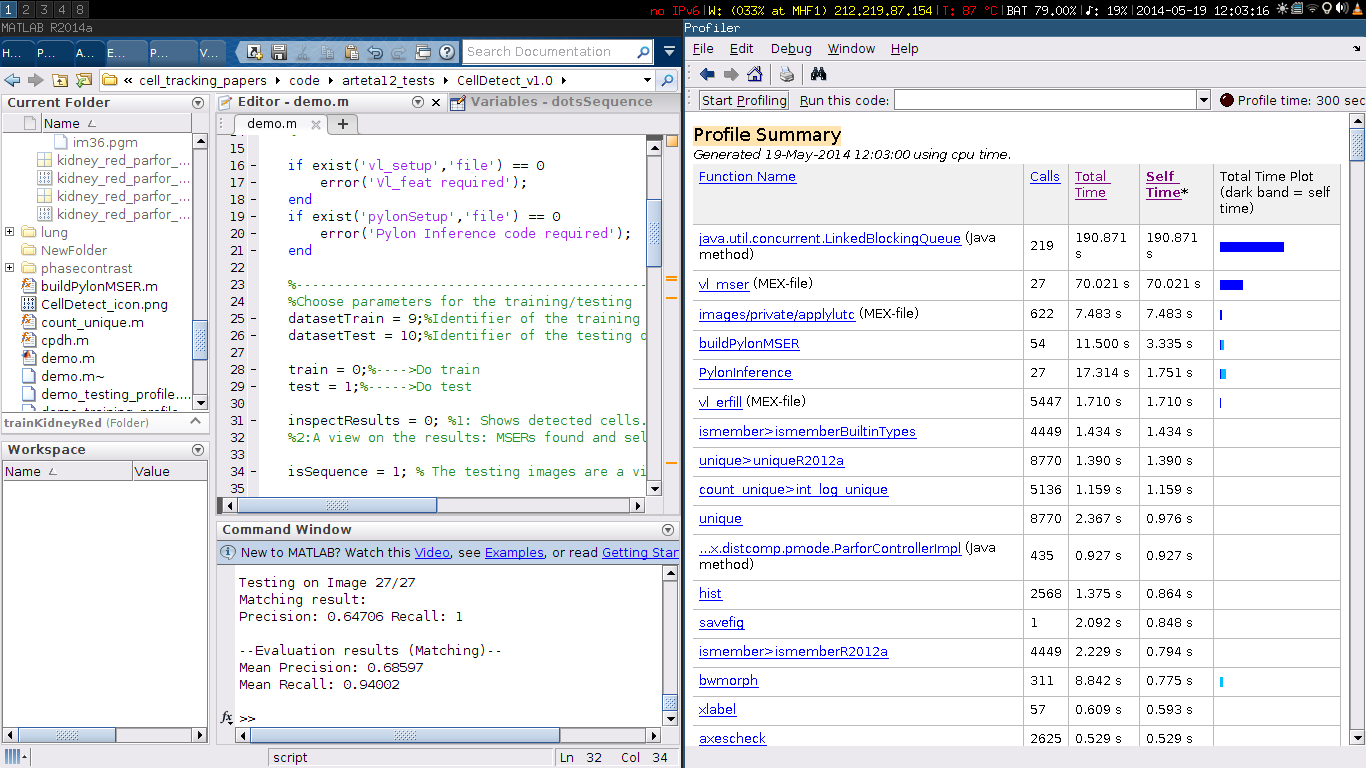 1 2 3 4 8
no IPv6|W: (033% at MHF1) 212.219.87.154|T: 87 °C|BAT 79.00%|♪: 19%|2014-05-19 12:03:16
MATLAB R2014a
H... P... A... E... P... V...
Search Documentation
« cell_tracking_papers › code › arteta12_tests › CellDetect_v1.0 ›
Current Folder
Name
im36.pgm
kidney_red_parfor_...
kidney_red_parfor_...
kidney_red_parfor_...
kidney_red_parfor_...
lung
NewFolder
phasecontrast
buildPylonMSER.m
CellDetect_icon.png
count_unique.m
cpdh.m
demo.m
demo.m~
demo_testing_profile....
demo_training_profile
trainKidneyRed (Folder)
Workspace
Name Value
Editor - demo.m
Variables - dotsSequence
demo.m
15
16 - if exist('vl_setup','file') == 0
17 - error('Vl_feat required');
18 - end
19 - if exist('pylonSetup','file') == 0
20 - error('Pylon Inference code required');
21 - end
22
23 %-------------------------------------------
24 %Choose parameters for the training/testing
25 - datasetTrain = 9;%Identifier of the training
26 - datasetTest = 10;%Identifier of the testing
27
28 - train = 0;%---->Do train
29 - test = 1;%----->Do test
30
31 - inspectResults = 0; %1: Shows detected cells.
32 %2:A view on the results: MSERs found and sel
33
34 - isSequence = 1; % The testing images are a vi
35
Command Window
New to MATLAB? Watch this Video, see Examples, or read Getting Star
Testing on Image 27/27
Matching result:
Precision: 0.64706 Recall: 1
--Evaluation results (Matching)--
Mean Precision: 0.68597
Mean Recall: 0.94002
fx >>
script
Ln 32 Col 34
Profiler
File Edit Debug Window Help
Start Profiling Run this code: Profile time: 300 sec
Profile Summary
Generated 19-May-2014 12:03:00 using cpu time.
Function Name Calls Total Time Self Time* Total Time Plot (dark band = self time)
java.util.concurrent.LinkedBlockingQueue (Java method) 219 190.871 s 190.871 s
vl_mser (MEX-file) 27 70.021 s 70.021 s
images/private/applylutc (MEX-file) 622 7.483 s 7.483 s
buildPylonMSER 54 11.500 s 3.335 s
PylonInference 27 17.314 s 1.751 s
vl_erfill (MEX-file) 5447 1.710 s 1.710 s
ismember>ismemberBuiltinTypes 4449 1.434 s 1.434 s
unique>uniqueR2012a 8770 1.390 s 1.390 s
count_unique>int_log_unique 5136 1.159 s 1.159 s
unique 8770 2.367 s 0.976 s
...x.distcomp.pmode.ParforControllerImpl (Java method) 435 0.927 s 0.927 s
hist 2568 1.375 s 0.864 s
savefig 1 2.092 s 0.848 s
ismember>ismemberR2012a 4449 2.229 s 0.794 s
bwmorph 311 8.842 s 0.775 s
xlabel 57 0.609 s 0.593 s
axescheck 2625 0.529 s 0.529 s